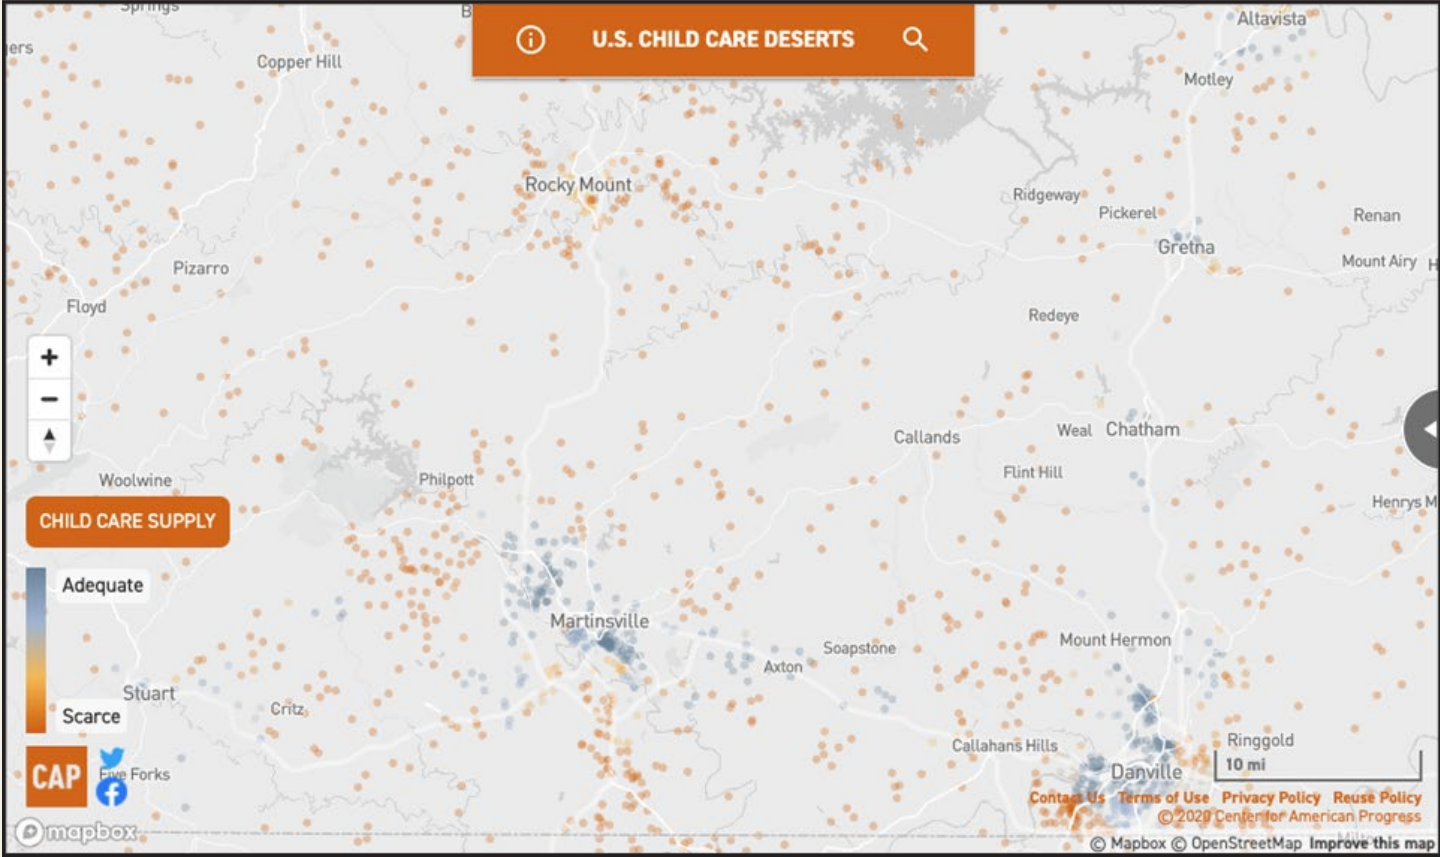 Springs
B
U.S. CHILD CARE DESERTS
Altavista
ers
Copper Hill
Motley
Rocky Mount
Ridgeway
Pickerel
Renan
Gretna
Pizarro
Mount Airy
H
Floyd
Redeye
+
−
Callands
Weal
Chatham
Woolwine
Philpott
Flint Hill
Henrys M
CHILD CARE SUPPLY
Adequate
Martinsville
Mount Hermon
Soapstone
Axton
Stuart
Scarce
Critz
Callahans Hills
Ringgold
10 mi
CAP
Five Forks
Danville
Contact Us Terms of Use Privacy Policy Reuse Policy
© 2020 Center for American Progress
mapbox
© Mapbox © OpenStreetMap Improve this map